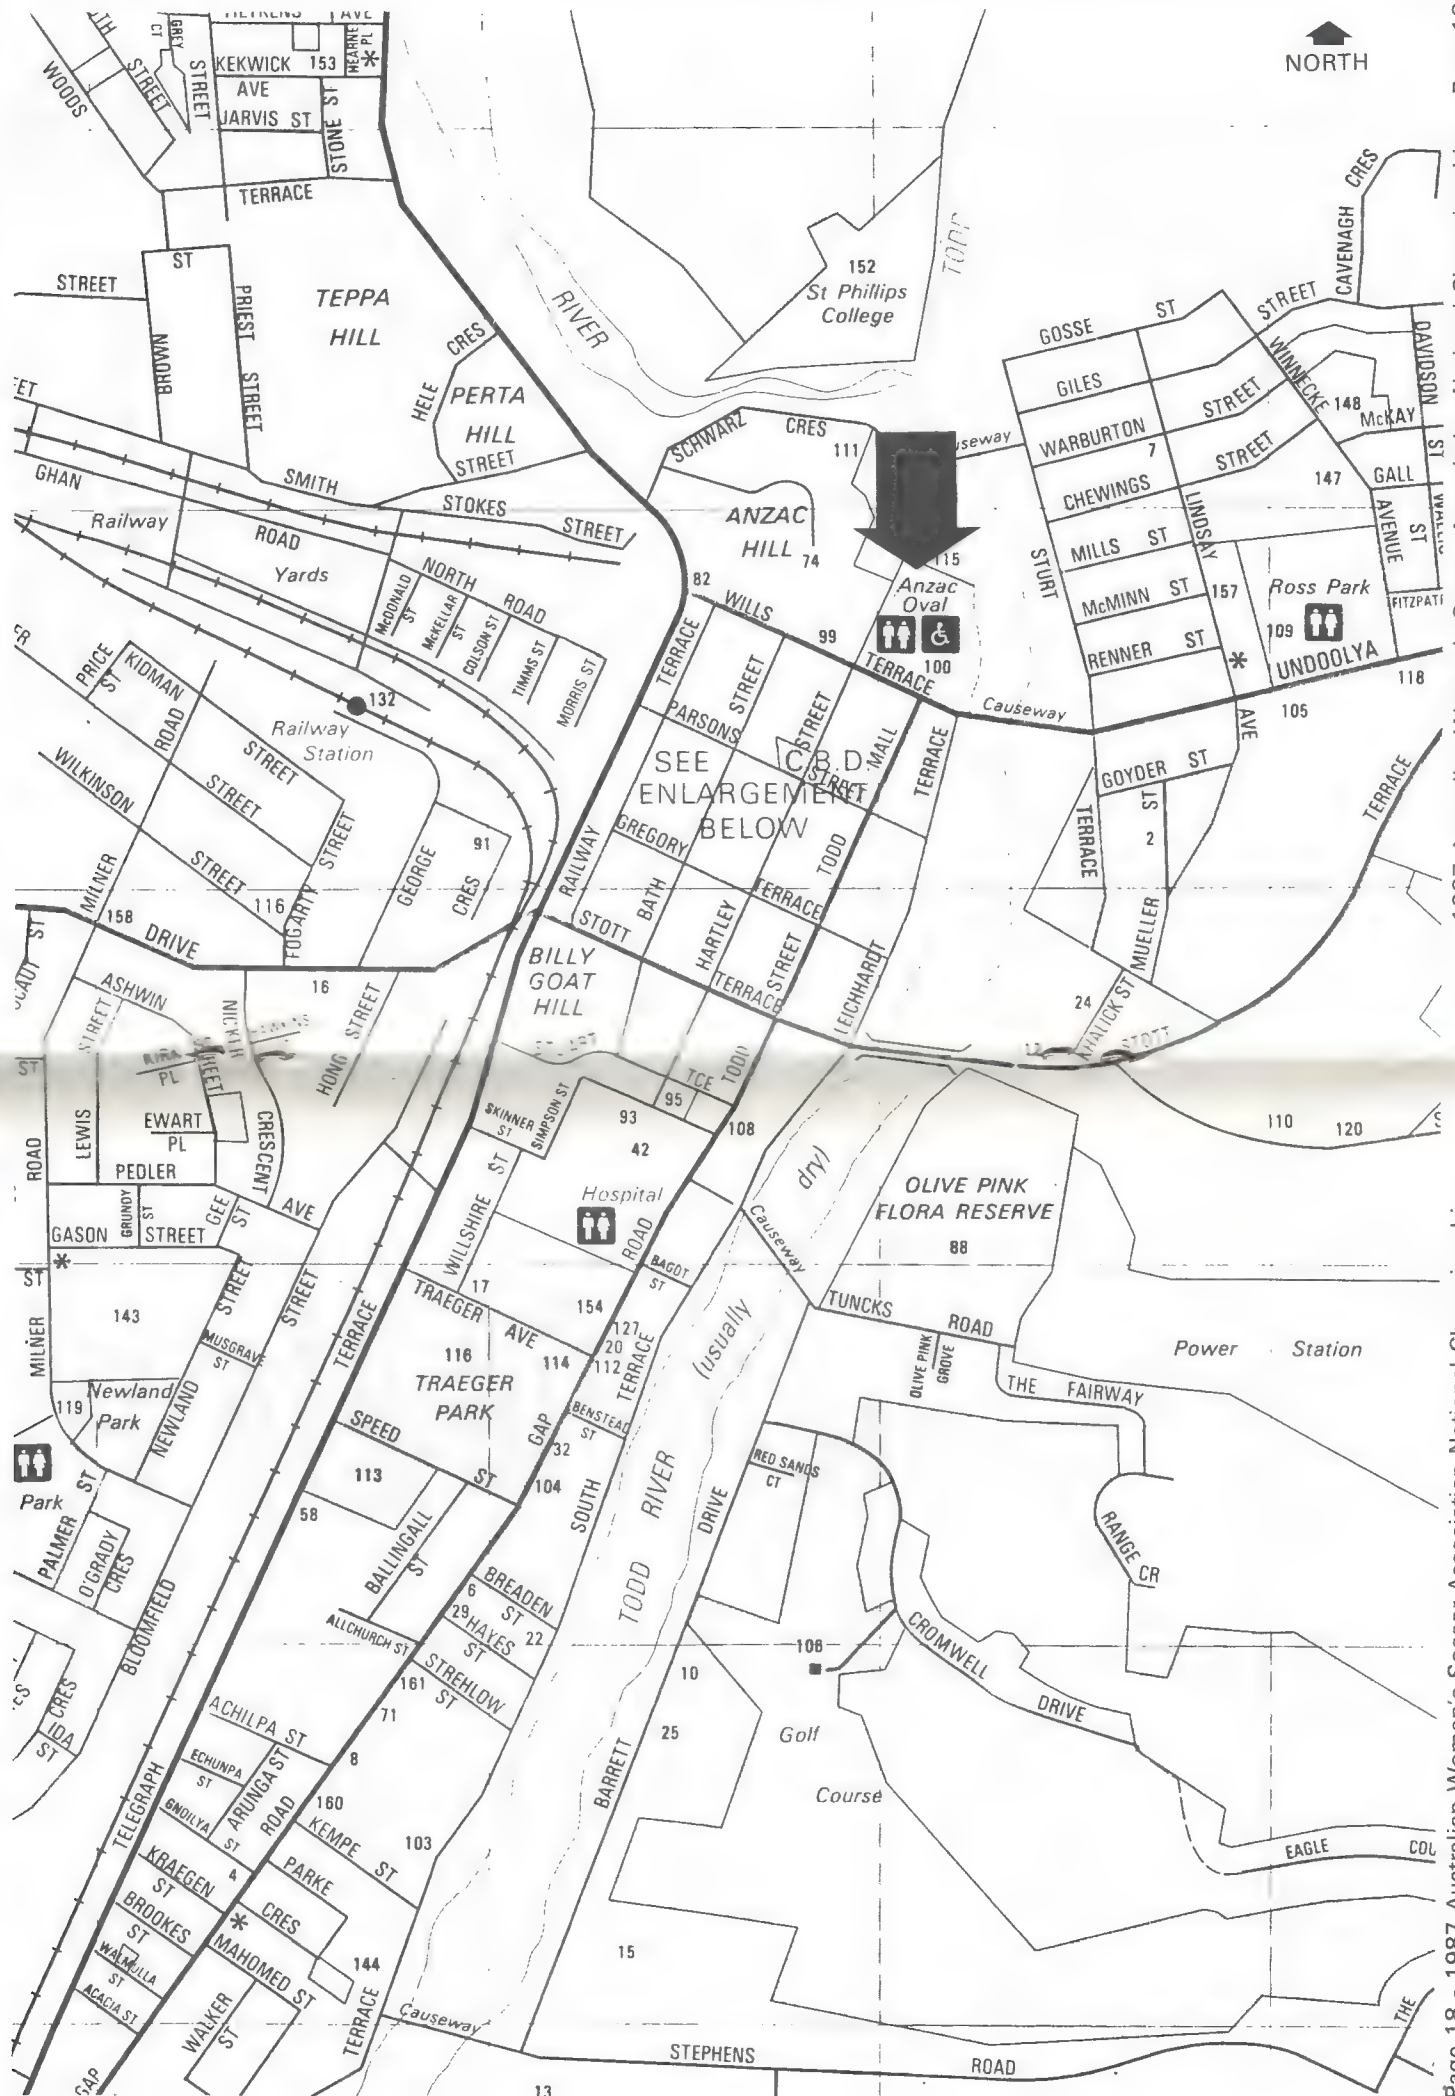 NORTH
AVE
WOODS
STREET
GREY
CT
STREET
KEKWICK 153
HEARNE
PL
*
AVE
JARVIS ST
STONE ST
TERRACE
STREET
ST
BROWN
PRIEST STREET
TEPPA
HILL
RIVER
152
St Phillips
College
TODD
HELE CRES
PERTA
HILL
STREET
SCHWARZ CRES
111
GOSSE ST
GILES STREET
WARBURTON STREET
7
CHEWINGS STREET
MILLS ST
McMINN ST
RENNER ST
STURT
LINDSAY AVE
157
*
WINNECKE AVENUE
CAVENAGH CRES
DAVIDSON ST
148
McKAY
147
GALL ST
Ross Park
109
UNDOOLYA
118
105
GHAN ROAD
SMITH STREET
STOKES
Railway
Yards
NORTH ROAD
McDONALD
ST
McKELLAR
ST
COLSON ST
TIMMS ST
MORRIS ST
132
Railway
Station
ANZAC
HILL
74
115
Anzac
Oval
100
82
WILLS TERRACE
99
Causeway
PARSONS STREET
SEE C.B.D.
ENLARGEMENT
BELOW
GREGORY TERRACE
RAILWAY TERRACE
BATH STREET
HARTLEY STREET
TODD MALL
TODD STREET
LEICHHARDT TERRACE
STOTT TERRACE
GOYDER ST
TERRACE
2
MUELLER ST
24
KHALICK ST
STOTT
TERRACE
PRICE
ST
KIDMAN STREET
WILKINSON STREET
STREET
MILNER ROAD
116
FOGARTY STREET
GEORGE CRES
91
158
DRIVE
16
BILLY
GOAT
HILL
ASHWIN STREET
LEWIS STREET
PL
EWART
PL
CRESCENT
HONG STREET
PEDLER AVE
GRUNDY
ST
GASON STREET
GEE
ST
*
MILNER ROAD
143
MUSGRAVE
ST
NEWLAND STREET
119
Newland
Park
Park
PALMER ST
O'GRADY
CRES
BLOOMFIELD STREET
CRES
IDA
ST
TCE
SKINNER
ST
SIMPSON ST
93
95
108
42
Hospital
WILLSHIRE ST
17
TRAEGER AVE
154
BAGOT
ST
127
20
112
114
116
TRAEGER
PARK
SPEED ST
113
58
BALLINGALL
ST
GAP ROAD
BENSTEAD
ST
32
104
SOUTH TERRACE
BREADEN
ST
6
29
HAYES
ST
22
ALLCHURCH ST
STREHLOW
ST
161
71
8
ACHILPA ST
ECHUNPA
ST
ARUNGA ST
GNOILYA
ST
TELEGRAPH TERRACE
160
KEMPE ST
103
KRAEGEN
ST
4
PARKE CRES
*
BROOKES
ST
MAHOMED ST
WALMULLA
ST
ACACIA ST
WALKER
ST
GAP
144
TERRACE
Causeway
TODD RIVER (usually dry)
Causeway
OLIVE PINK
FLORA RESERVE
88
110
120
TUNCKS ROAD
OLIVE PINK
GROVE
THE FAIRWAY
Power Station
RED SANDS
CT
RANGE CR
CROMWELL DRIVE
106
10
25
Golf
Course
BARRETT DRIVE
EAGLE
15
STEPHENS ROAD
THE
13